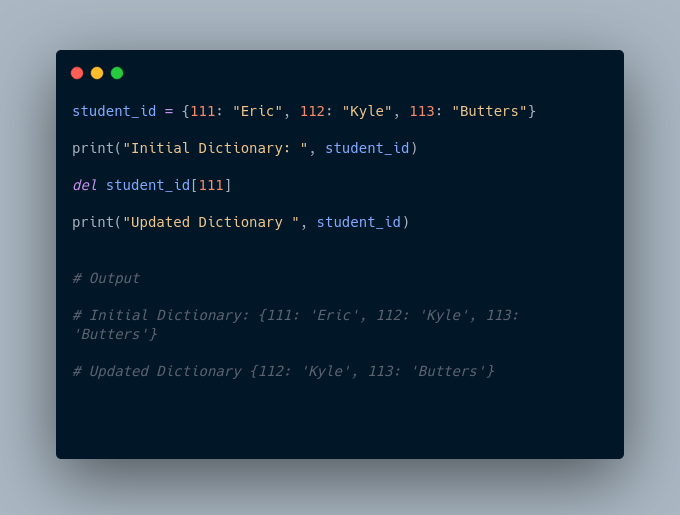 student_id = {111: "Eric", 112: "Kyle", 113: "Butters"}
print("Initial Dictionary: ", student_id)
del student_id[111]
print("Updated Dictionary ", student_id)
# Output
# Initial Dictionary: {111: 'Eric', 112: 'Kyle', 113:
'Butters'}
# Updated Dictionary {112: 'Kyle', 113: 'Butters'}